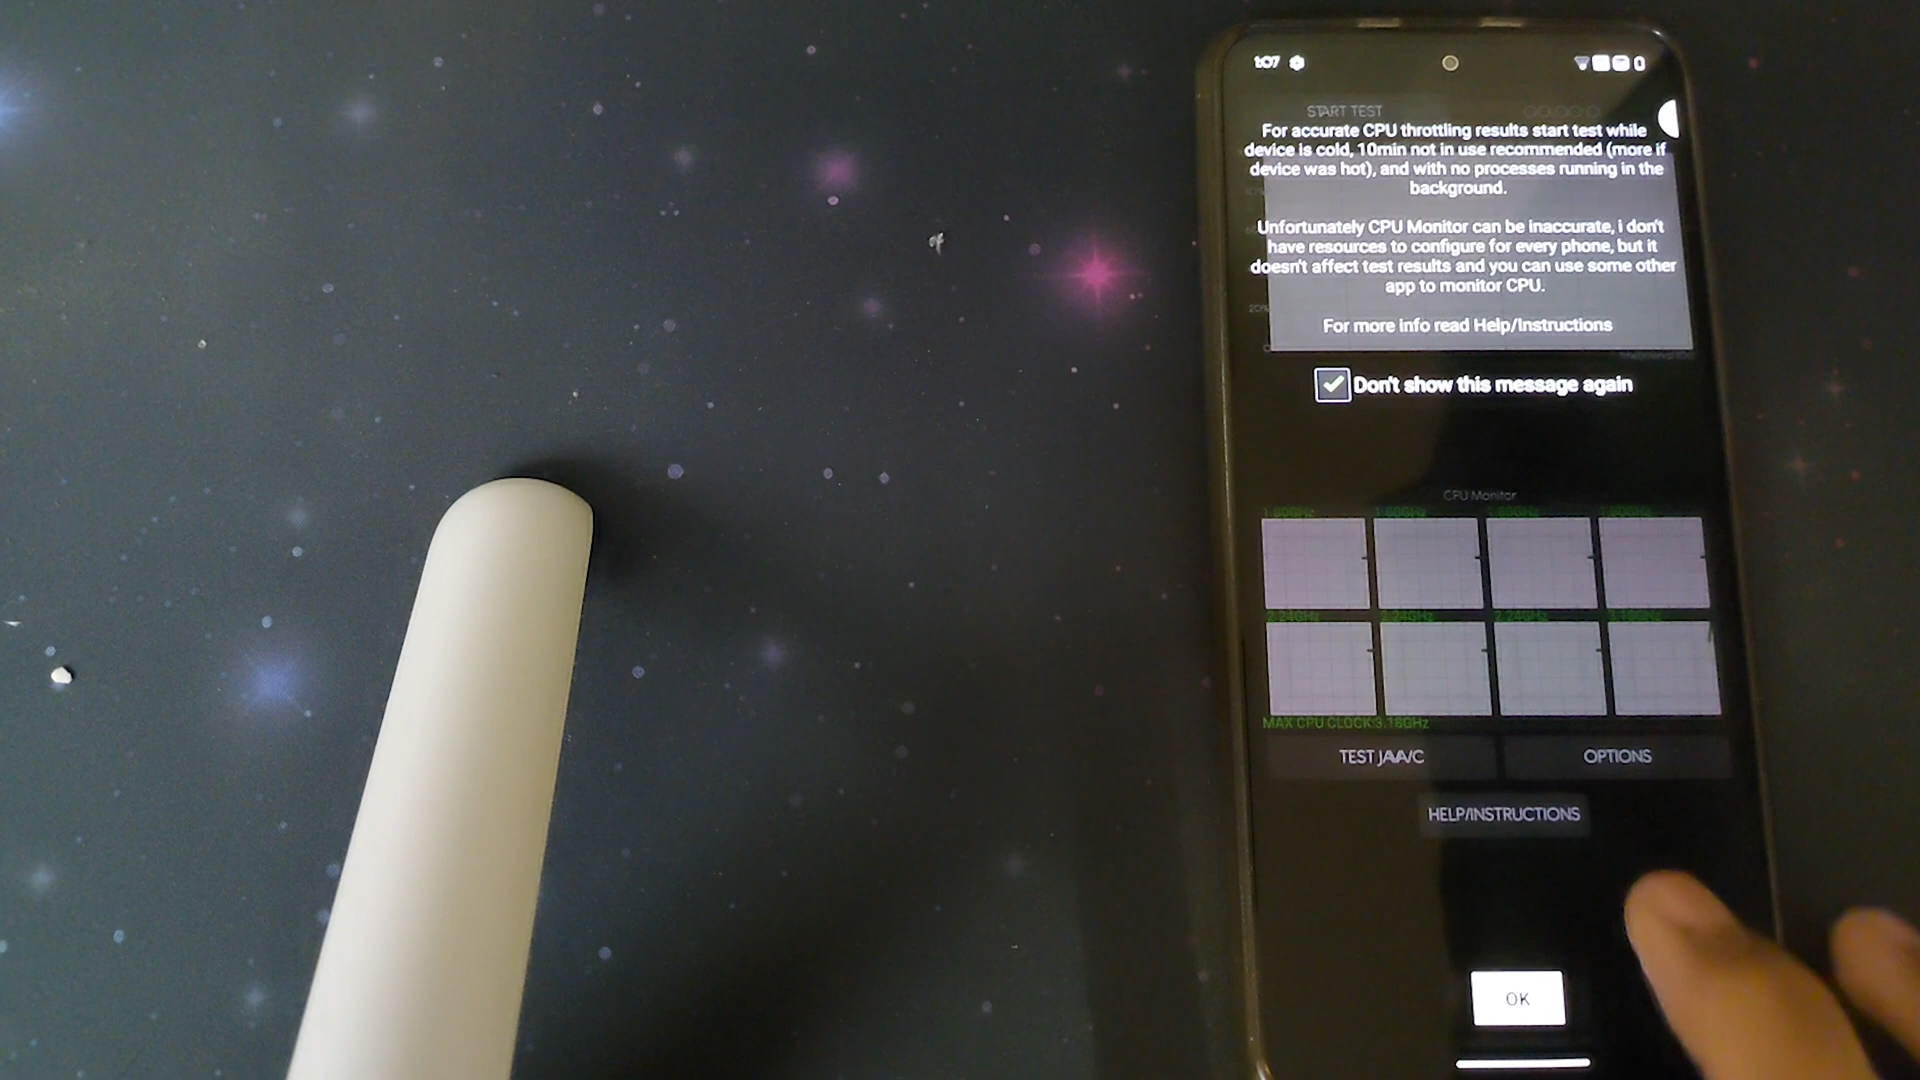 1:07
START TEST
For accurate CPU throttling results start test while
device is cold, 10min not in use recommended (more if
device was hot), and with no processes running in the
background.
Unfortunately CPU Monitor can be inaccurate, i don't
have resources to configure for every phone, but it
doesn't affect test results and you can use some other
app to monitor CPU.
For more info read Help/Instructions
Don't show this message again
CPU Monitor
1.80GHz 1.80GHz 1.80GHz 1.80GHz
2.24GHz 2.24GHz 2.24GHz 3.18GHz
MAX CPU CLOCK:3.18GHz
TEST JAVA/C OPTIONS
HELP/INSTRUCTIONS
OK